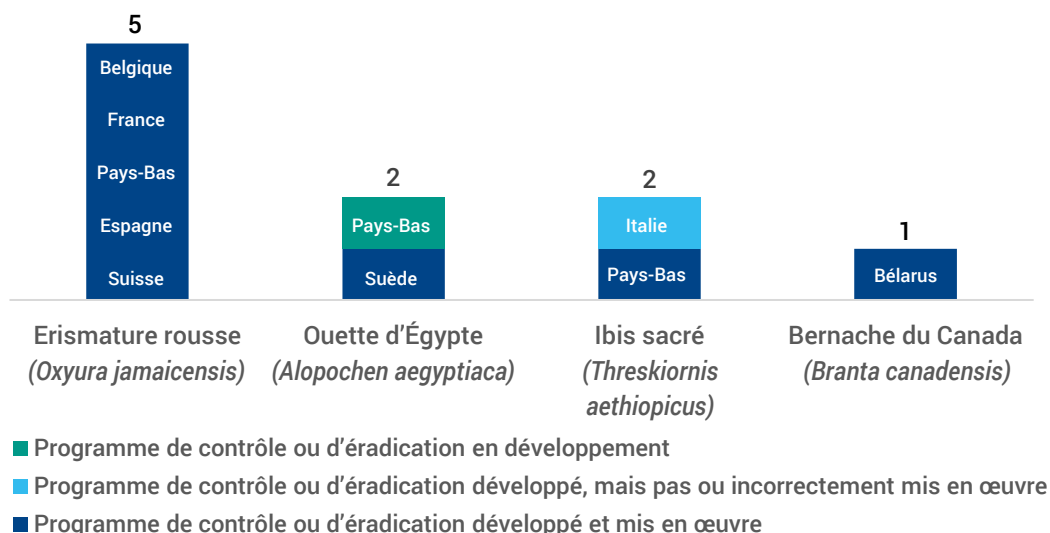 5
Belgique
France
Pays-Bas
Espagne
Suisse
2
Pays-Bas
Suède
2
Italie
Pays-Bas
1
Bélarus
Erismature rousse
(Oxyura jamaicensis)
Ouette d'Égypte
(Alopochen aegyptiaca)
Ibis sacré
(Threskiornis
aethiopicus)
Bernache du Canada
(Branta canadensis)
Programme de contrôle ou d'éradication en développement
Programme de contrôle ou d'éradication développé, mais pas ou incorrectement mis en œuvre
Programme de contrôle ou d'éradication développé et mis en œuvre